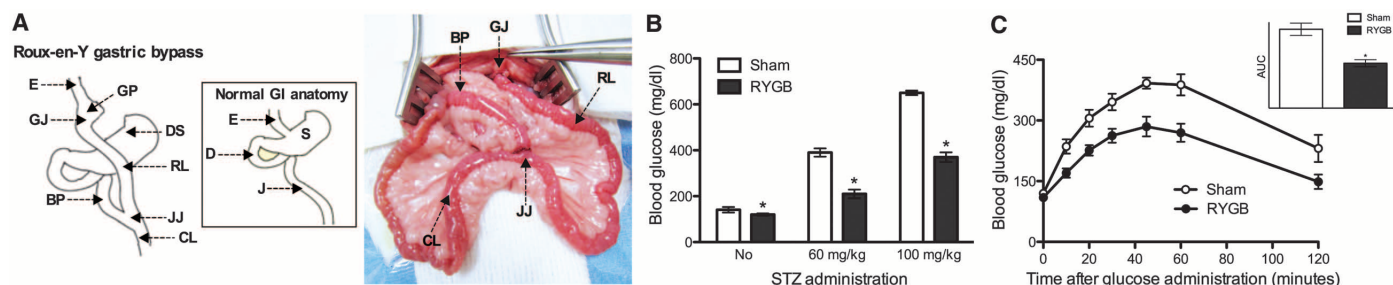 A
Roux-en-Y gastric bypass
E
GP
GJ
DS
RL
BP
JJ
CL
Normal GI anatomy
E
S
D
J
BP
GJ
RL
CL
JJ
B
Blood glucose (mg/dl)
800
600
400
200
0
Sham
RYGB
*
*
*
No
60 mg/kg
100 mg/kg
STZ administration
C
Blood glucose (mg/dl)
450
300
150
0
0
20
40
60
80
100
120
Time after glucose administration (minutes)
Sham
RYGB
AUC
Sham
RYGB
*